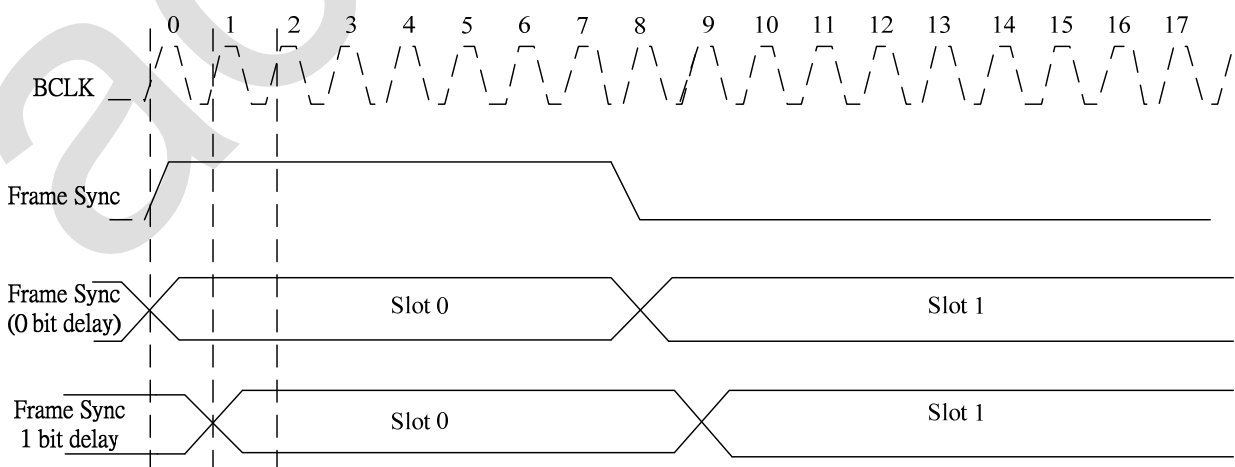 0 1 2 3 4 5 6 7 8 9 10 11 12 13 14 15 16 17
BCLK
Frame Sync
Frame Sync
(0 bit delay)
Slot 0
Slot 1
Frame Sync
1 bit delay
Slot 0
Slot 1